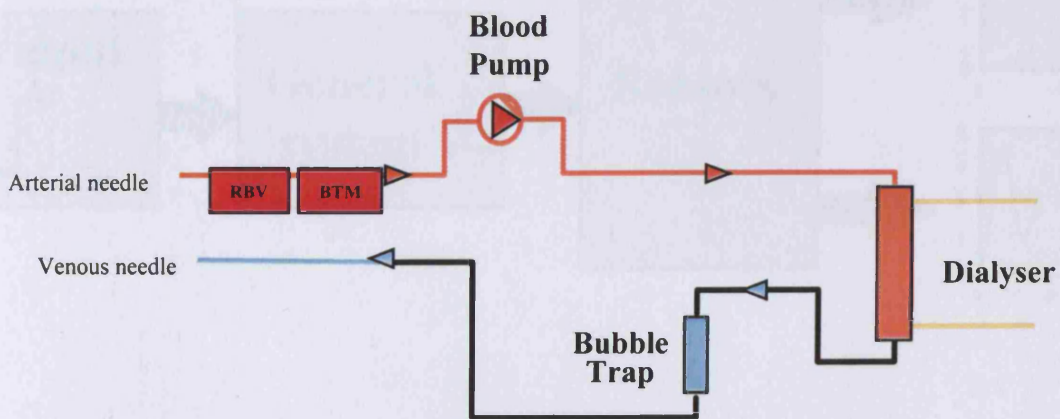 Blood
Pump
Arterial needle
RBV
BTM
Venous needle
Dialyser
Bubble
Trap